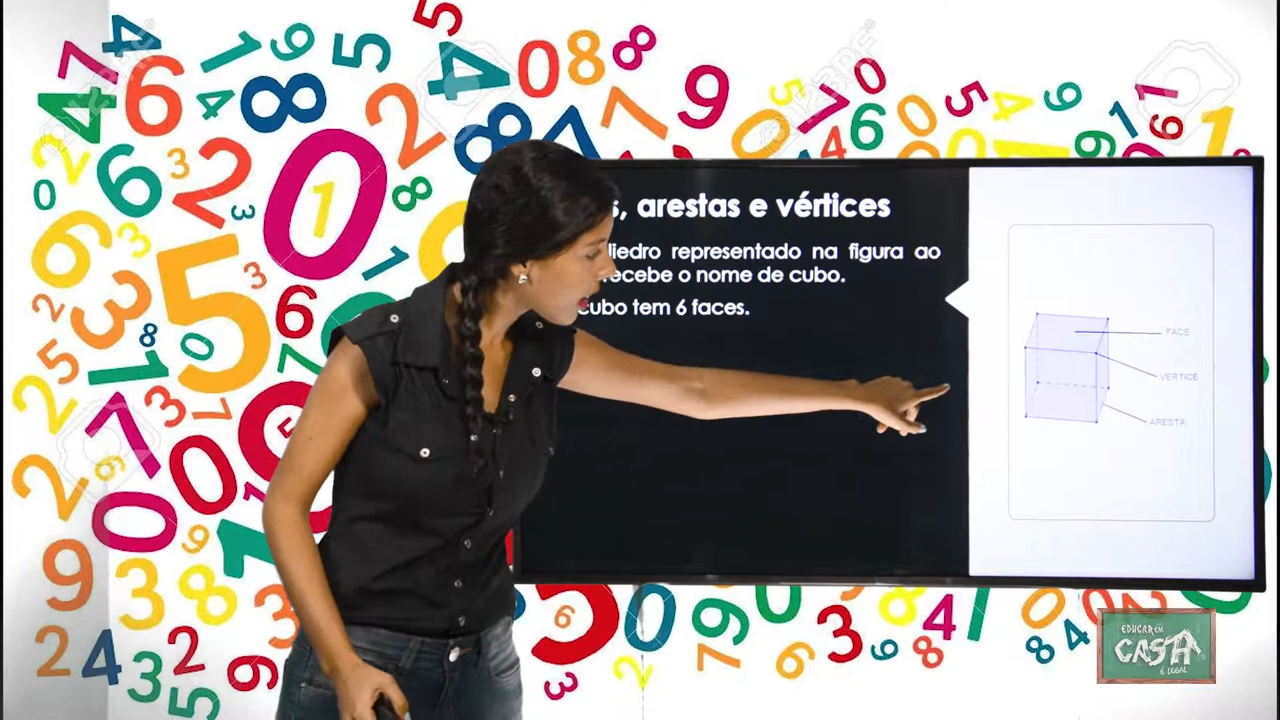 , arestas e vértices
representado na figura ao
recebe o nome de cubo.
cubo tem 6 faces.
FACE
VÉRTICE
ARESTA
EDUCAR EM
CASA
É LEGAL